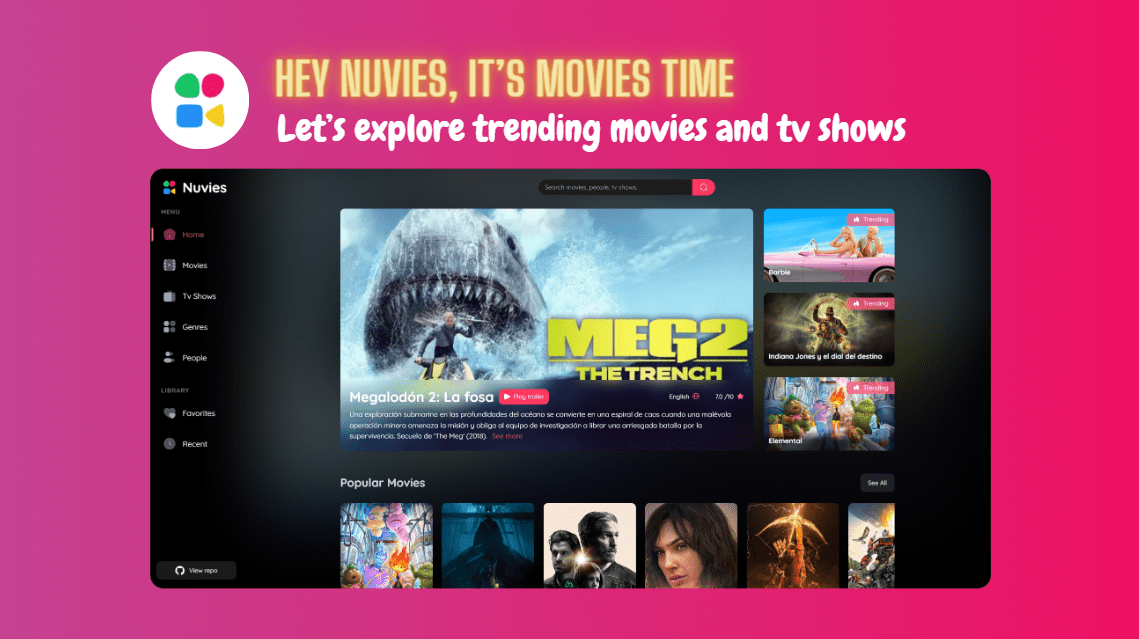 HEY NUVIES, IT'S MOVIES TIME
Let's explore trending movies and tv shows
Nuvies
Search movies, people, tv shows.
MENU
Home
Movies
Tv Shows
Genres
People
LIBRARY
Favorites
Recent
View repo
MEG2
THE TRENCH
Megalodón 2: La fosa
Play trailer
English
7.0 /10
Una exploración submarina en las profundidades del océano se convierte en una espiral de caos cuando una malévola
operación minera amenaza la misión y obliga al equipo de investigación a librar una arriesgada batalla por la
supervivencia. Secuela de 'The Meg' (2018). See more
Trending
Barbie
Trending
Indiana Jones y el dial del destino
Trending
Elemental
Popular Movies
See All